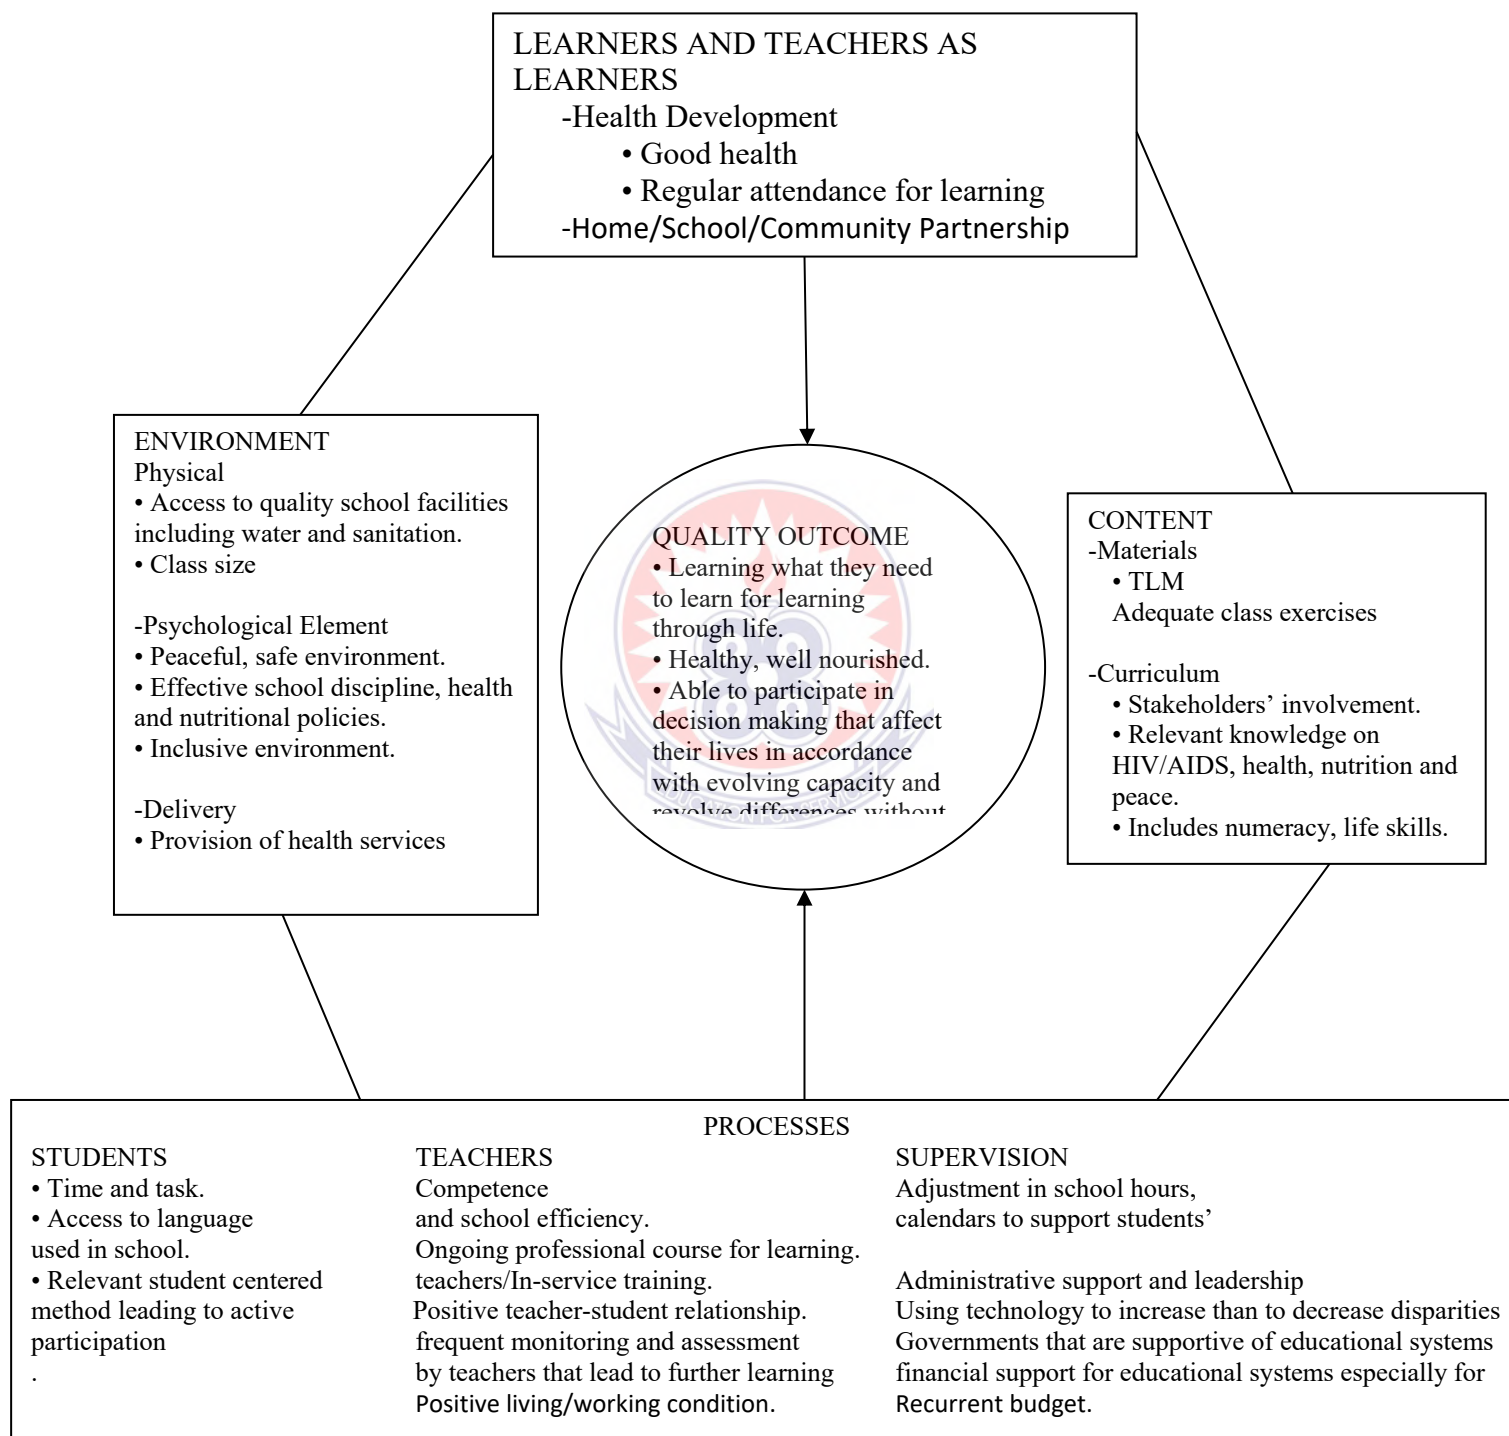 LEARNERS AND TEACHERS AS
LEARNERS
-Health Development
• Good health
• Regular attendance for learning
-Home/School/Community Partnership
ENVIRONMENT
Physical
• Access to quality school facilities
including water and sanitation.
• Class size
-Psychological Element
• Peaceful, safe environment.
• Effective school discipline, health
and nutritional policies.
• Inclusive environment.
-Delivery
• Provision of health services
QUALITY OUTCOME
• Learning what they need
to learn for learning
through life.
• Healthy, well nourished.
• Able to participate in
decision making that affect
their lives in accordance
with evolving capacity and
revolve differences without
EDUCATION FOR SERVICE
CONTENT
-Materials
• TLM
Adequate class exercises
-Curriculum
• Stakeholders’ involvement.
• Relevant knowledge on
HIV/AIDS, health, nutrition and
peace.
• Includes numeracy, life skills.
PROCESSES
STUDENTS
• Time and task.
• Access to language
used in school.
• Relevant student centered
method leading to active
participation
.
TEACHERS
Competence
and school efficiency.
Ongoing professional course for learning.
teachers/In-service training.
Positive teacher-student relationship.
frequent monitoring and assessment
by teachers that lead to further learning
Positive living/working condition.
SUPERVISION
Adjustment in school hours,
calendars to support students’
Administrative support and leadership
Using technology to increase than to decrease disparities
Governments that are supportive of educational systems
financial support for educational systems especially for
Recurrent budget.